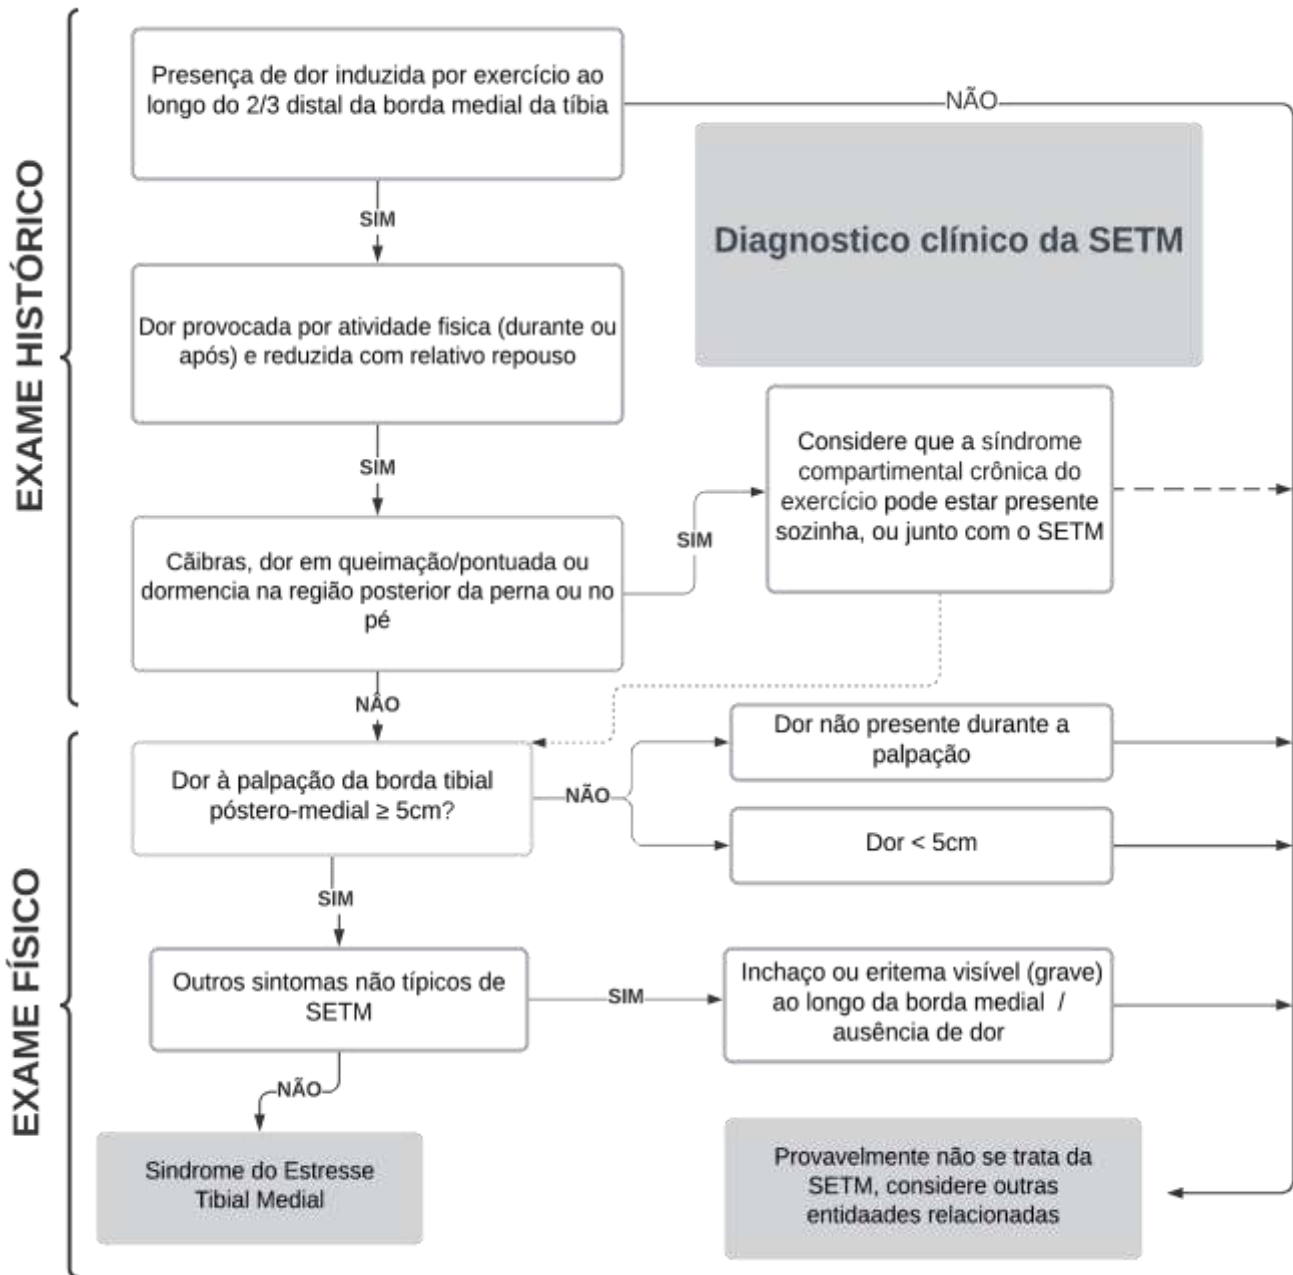 EXAME HISTÓRICO
Presença de dor induzida por exercício ao
longo do 2/3 distal da borda medial da tíbia
NÃO
Diagnostico clínico da SETM
SIM
Dor provocada por atividade fisica (durante ou
após) e reduzida com relativo repouso
SIM
Cãibras, dor em queimação/pontuada ou
dormencia na região posterior da perna ou no
pé
SIM
Considere que a síndrome
compartimental crônica do
exercício pode estar presente
sozinha, ou junto com o SETM
NÃO
EXAME FÍSICO
Dor à palpação da borda tibial
póstero-medial ≥ 5cm?
NÃO
Dor não presente durante a
palpação
Dor < 5cm
SIM
Outros sintomas não típicos de
SETM
SIM
Inchaço ou eritema visível (grave)
ao longo da borda medial /
ausência de dor
NÃO
Sindrome do Estresse
Tibial Medial
Provavelmente não se trata da
SETM, considere outras
entidaades relacionadas